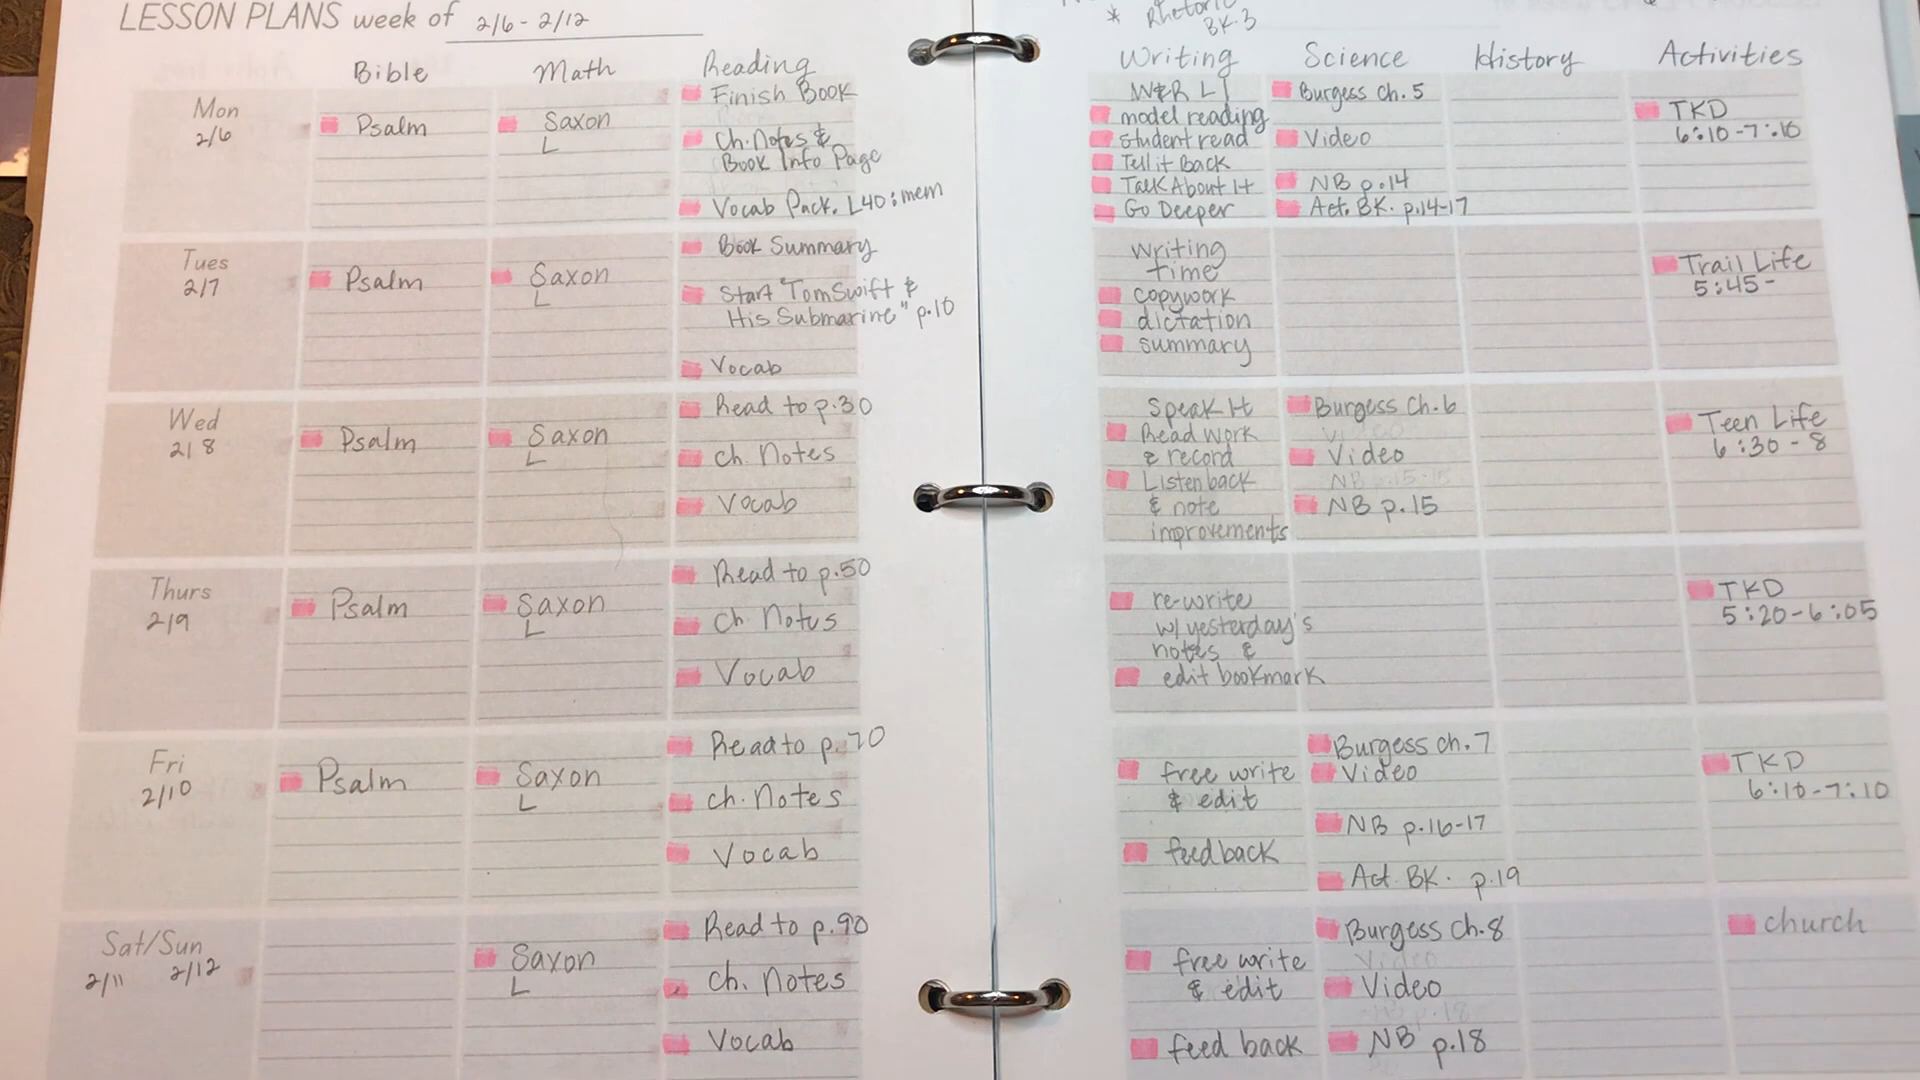 LESSON PLANS week of 2/6 - 2/12
Bible Math Reading
Mon
2/6
Psalm
Saxon
L
Finish Book
Ch. Notes &
Book Info Page
Vocab Pack. L40: mem
Tues
2/7
Psalm
Saxon
L
Book Summary
Start "Tom Swift &
His Submarine" p.10
Vocab
Wed
2/8
Psalm
Saxon
L
Read to p.30
Ch. Notes
Vocab
Thurs
2/9
Psalm
Saxon
L
Read to p.50
Ch. Notes
Vocab
Fri
2/10
Psalm
Saxon
L
Read to p. 70
Ch. Notes
Vocab
Sat/Sun
2/11 2/12
Saxon
L
Read to p.90
Ch. Notes
Vocab
* Rhetoric
BK.3
Writing Science History Activities
W&R L1
model reading
student read
Tell it Back
Talk About It
Go Deeper
Burgess ch. 5
Video
NB p.14
Act. BK. p.14-17
TKD
6:10-7:10
Writing
time
copywork
dictation
summary
Trail Life
5:45-
Speak It
Read work
& record
Listen back
& note
improvements
Burgess Ch. 6
Video
NB p.15
Teen Life
6:30 - 8
re-write
w/ yesterday's
notes &
edit bookmark
TKD
5:20-6:05
free write
& edit
feedback
Burgess ch. 7
Video
NB p.16-17
Act. BK. p.19
TKD
6:10-7:10
free write
& edit
feed back
Burgess Ch. 8
Video
NB p.18
church